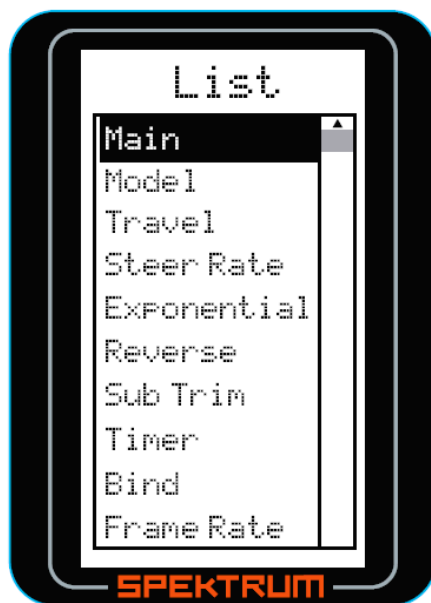 List
Main
Model
Travel
Steer Rate
Exponential
Reverse
Sub Trim
Timer
Bind
Frame Rate
SPEKTRUM